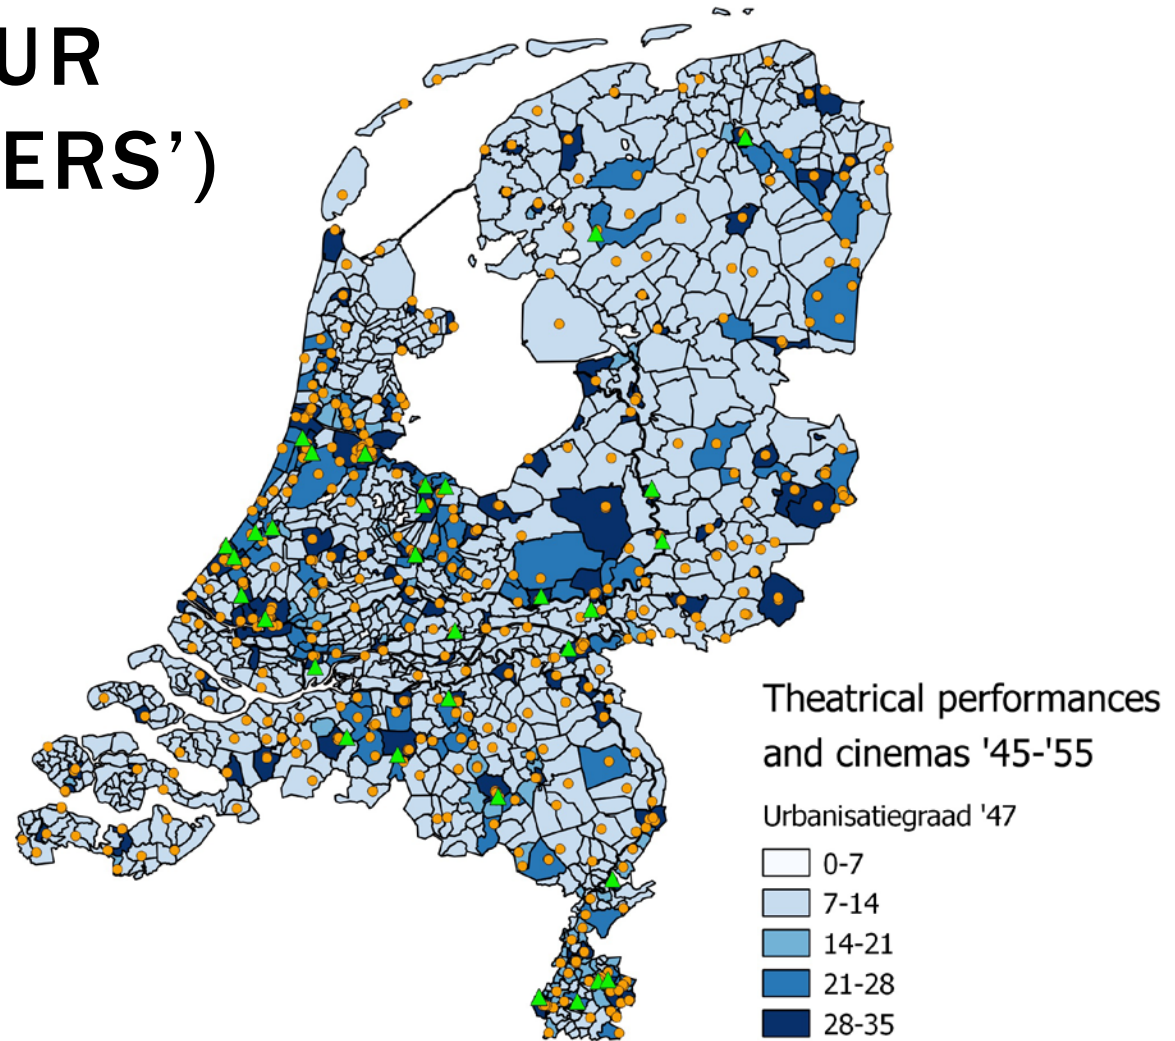 UR
ERS’)
Theatrical performances
and cinemas '45-'55
Urbanisatiegraad '47
0-7
7-14
14-21
21-28
28-35